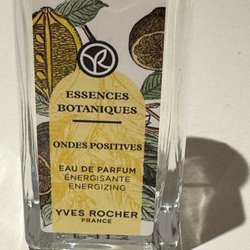 ESSENCES
BOTANIQUES
ONDES POSITIVES
EAU DE PARFUM
ÉNERGISANTE
ENERGIZING
YVES ROCHER
FRANCE